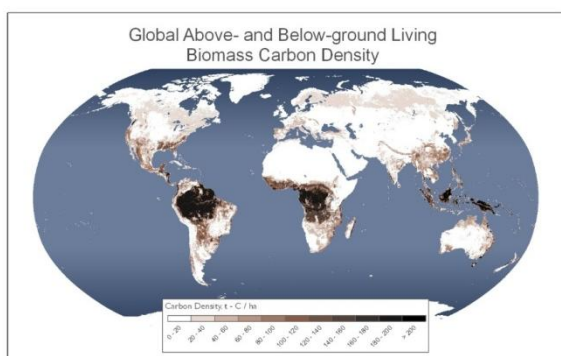 Global Above- and Below-ground Living
Biomass Carbon Density
Carbon Density, t - C / ha
0 - 20
20 - 40
40 - 60
60 - 80
80 - 100
100 - 120
120 - 140
140 - 160
160 - 180
180 - 200
> 200